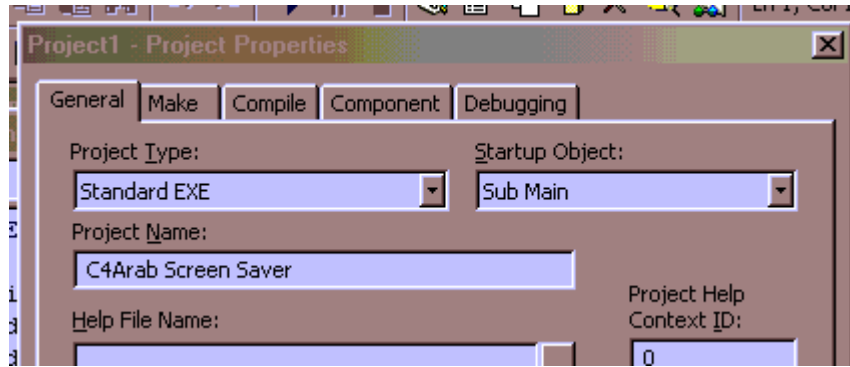 Project1 - Project Properties
General Make Compile Component Debugging
Project Type: Startup Object:
Standard EXE Sub Main
Project Name:
C4Arab Screen Saver
Project Help
Help File Name: Context ID:
0